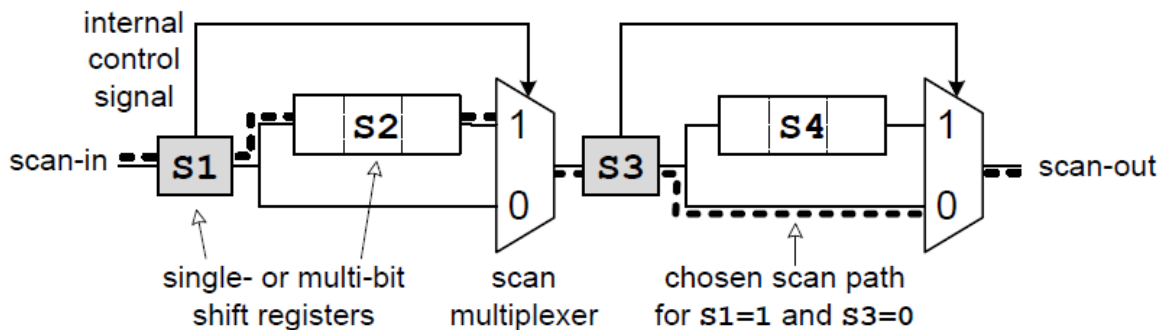 internal
control
signal
scan-in
S1
S2
1
0
S3
S4
1
0
scan-out
single- or multi-bit
shift registers
scan
multiplexer
chosen scan path
for S1=1 and S3=0